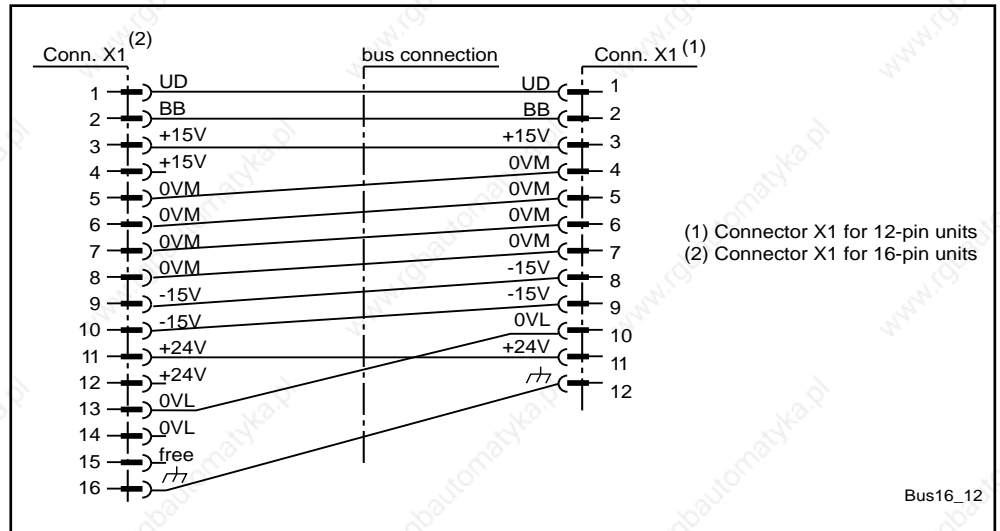 Conn. X1 (2)
bus connection
Conn. X1 (1)
1 UD UD 1
2 BB BB 2
3 +15V +15V 3
4 +15V 0VM 4
5 0VM 0VM 5
6 0VM 0VM 6
7 0VM 0VM 7
8 0VM -15V 8
9 -15V -15V 9
10 -15V 0VL 10
11 +24V +24V 11
12 +24V 12
13 0VL
14 0VL
15 free
16
(1) Connector X1 for 12-pin units
(2) Connector X1 for 16-pin units
Bus16_12
www.rgbautomatyka.pl